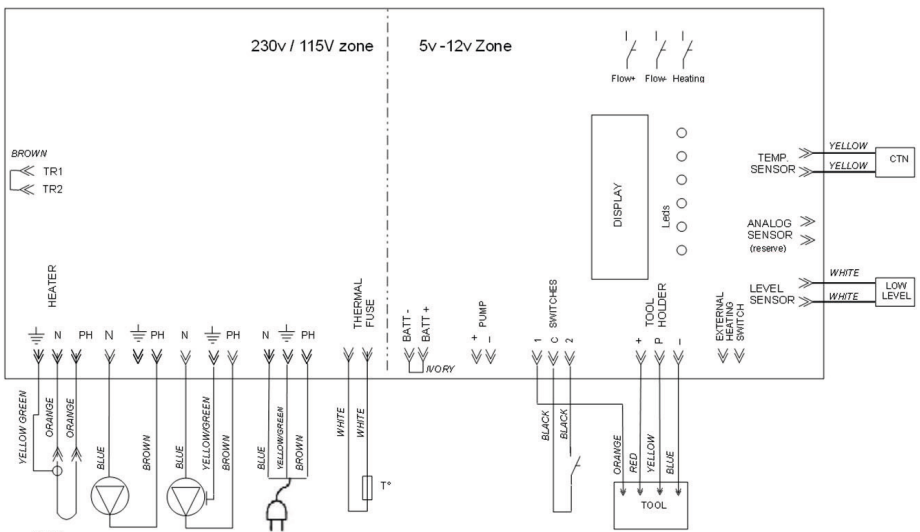 230v / 115V zone
5v -12v Zone
Flow+ Flow- Heating
BROWN
TR1
TR2
DISPLAY
Leds
TEMP.
SENSOR
YELLOW
YELLOW
CTN
ANALOG
SENSOR
(reserve)
LEVEL
SENSOR
WHITE
WHITE
LOW
LEVEL
HEATER
N PH N PH N PH N PH
THERMAL
FUSE
BATT -
BATT +
IVORY
+ PUMP –
SWITCHES
1 C 2
TOOL
HOLDER
+ P –
EXTERNAL
HEATING
SWITCH
YELLOW GREEN
ORANGE
ORANGE
BLUE
BROWN
BLUE
YELLOW/GREEN
BROWN
BLUE
YELLOW/GREEN
BROWN
WHITE
WHITE
T°
BLACK
BLACK
ORANGE
RED
YELLOW
BLUE
TOOL